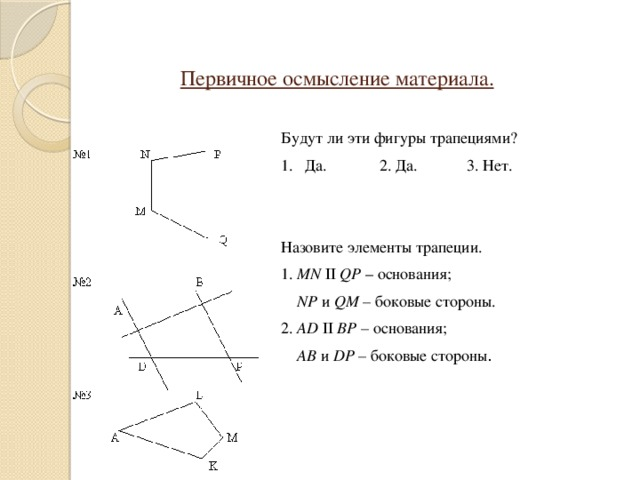 Первичное осмысление материала.
Будут ли эти фигуры трапециями?
1. Да. 2. Да. 3. Нет.
Назовите элементы трапеции.
1. MN II QP – основания;
NP и QM – боковые стороны.
2. AD II BP – основания;
AB и DP – боковые стороны.
№1 N P
M
Q
№2 B
A
D P
№3 L
A M
K